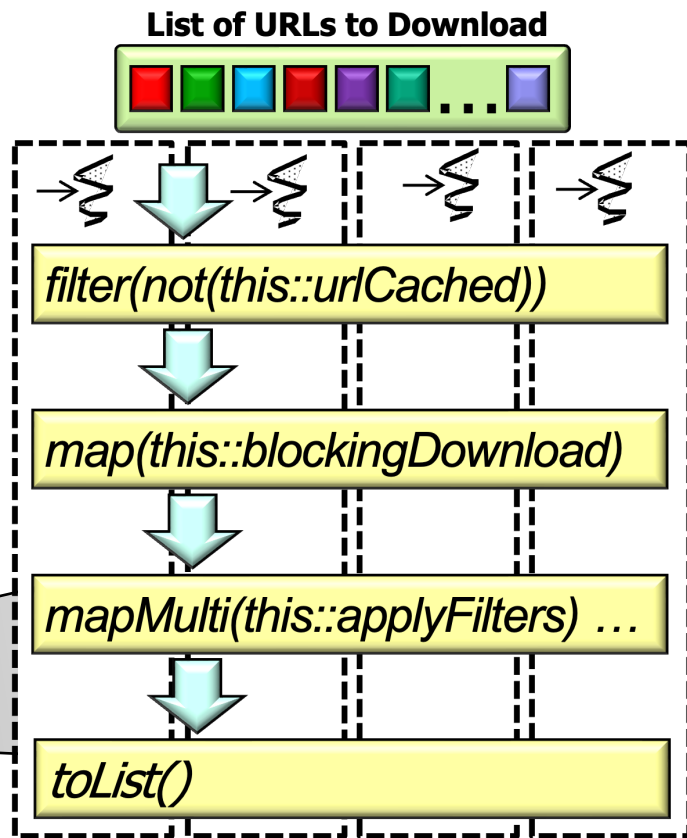 List of URLs to Download
...
filter(not(this::urlCached))
map(this::blockingDownload)
mapMulti(this::applyFilters) …
toList()